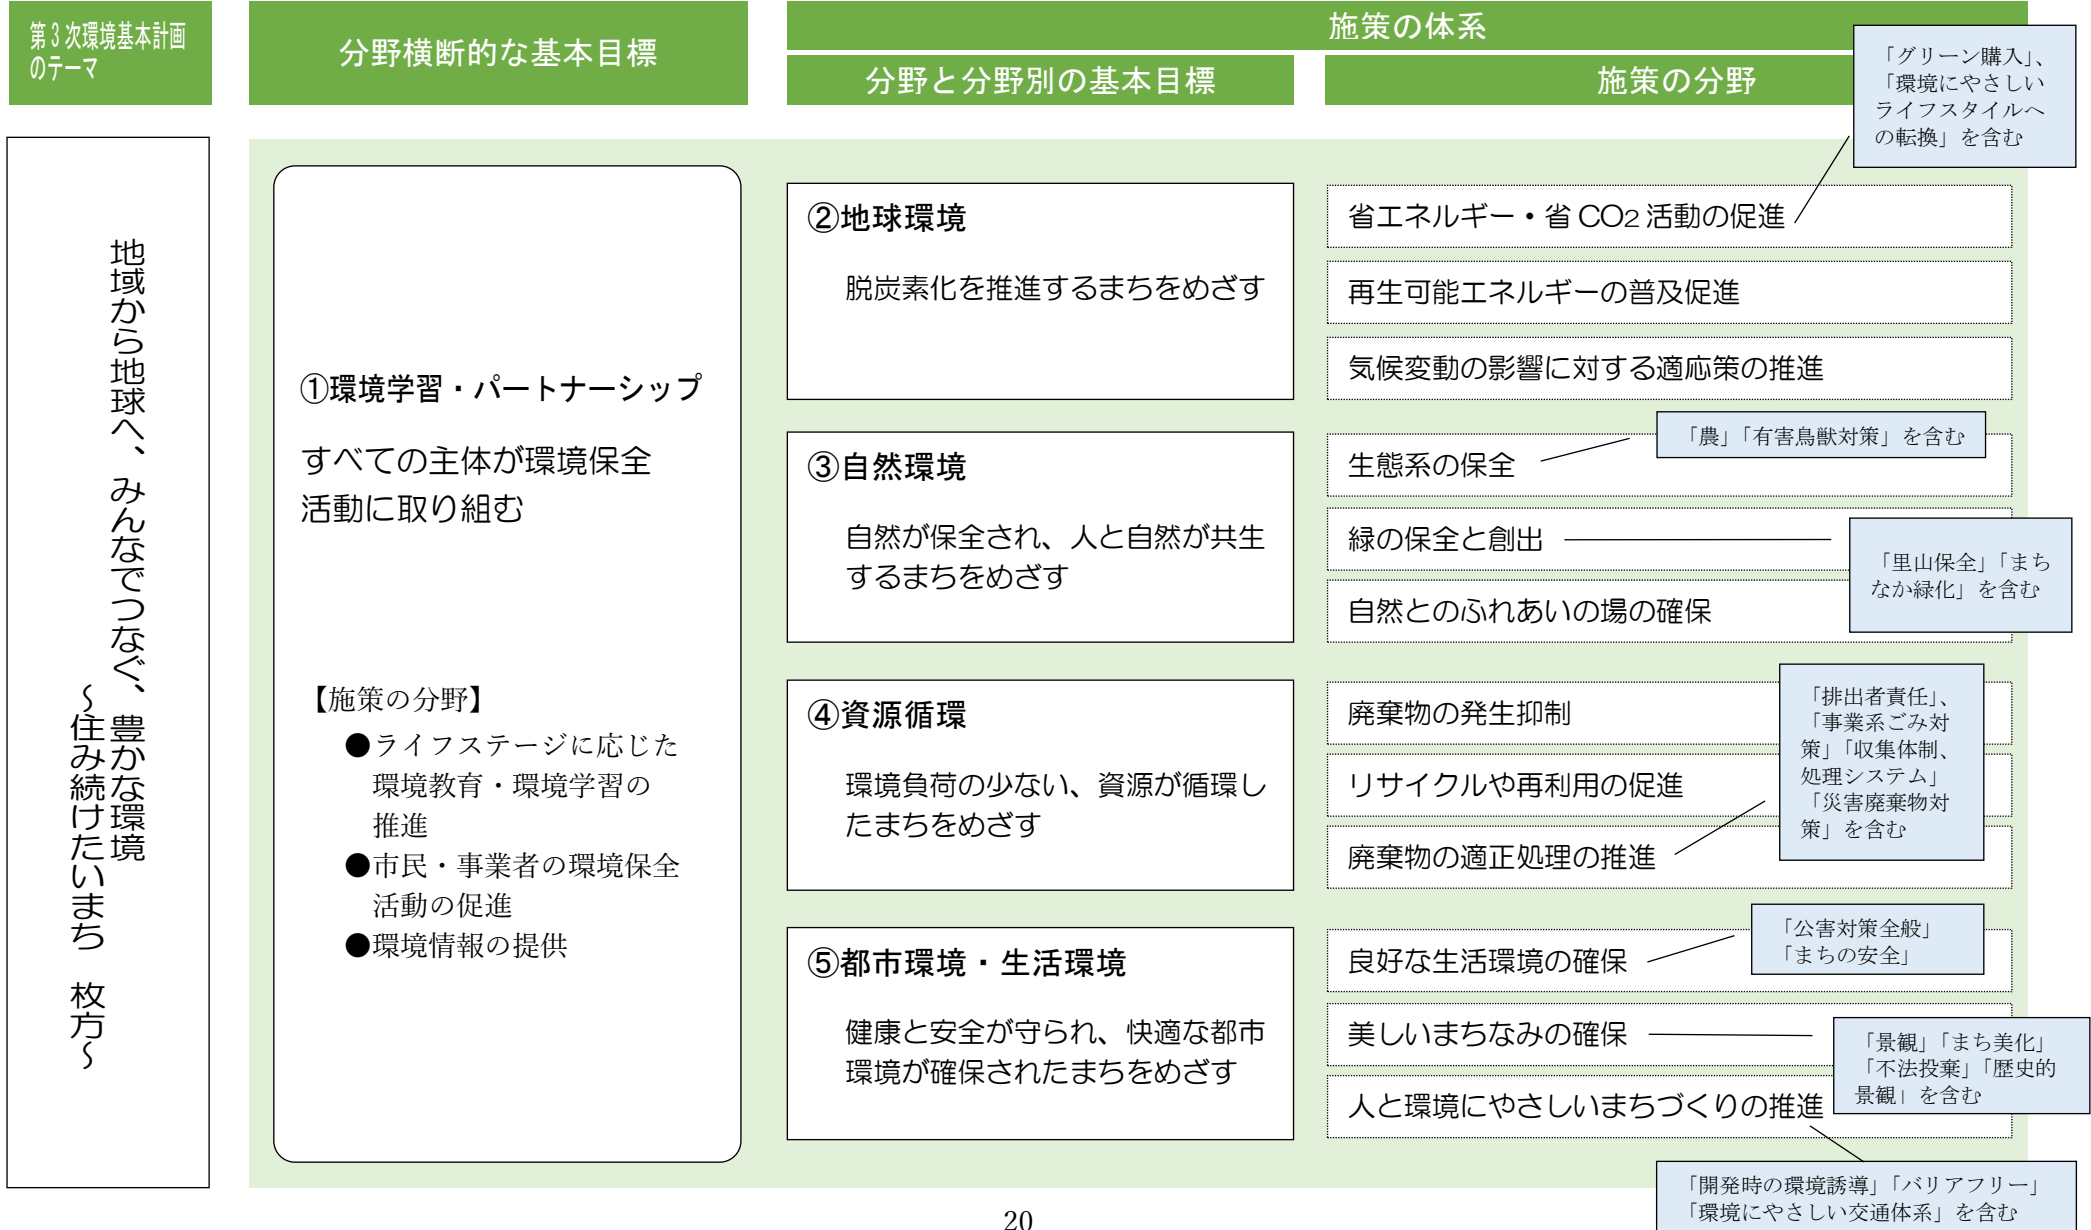 第３次環境基本計画
のテーマ
分野横断的な基本目標
施策の体系
分野と分野別の基本目標
施策の分野
「グリーン購入」、
「環境にやさしい
ライフスタイルへ
の転換」を含む
地域から地球へ、みんなでつなぐ、豊かな環境
～住み続けたいまち　枚方～
①環境学習・パートナーシップ
すべての主体が環境保全
活動に取り組む
【施策の分野】
●ライフステージに応じた
環境教育・環境学習の
推進
●市民・事業者の環境保全
活動の促進
●環境情報の提供
②地球環境
脱炭素化を推進するまちをめざす
省エネルギー・省 CO2 活動の促進
再生可能エネルギーの普及促進
気候変動の影響に対する適応策の推進
③自然環境
自然が保全され、人と自然が共生
するまちをめざす
生態系の保全
「農」「有害鳥獣対策」を含む
緑の保全と創出
「里山保全」「まち
なか緑化」を含む
自然とのふれあいの場の確保
④資源循環
環境負荷の少ない、資源が循環し
たまちをめざす
廃棄物の発生抑制
リサイクルや再利用の促進
廃棄物の適正処理の推進
「排出者責任」、
「事業系ごみ対
策」「収集体制、
処理システム」
「災害廃棄物対
策」を含む
⑤都市環境・生活環境
健康と安全が守られ、快適な都市
環境が確保されたまちをめざす
良好な生活環境の確保
「公害対策全般」
「まちの安全」
美しいまちなみの確保
「景観」「まち美化」
「不法投棄」「歴史的
景観」を含む
人と環境にやさしいまちづくりの推進
「開発時の環境誘導」「バリアフリー」
「環境にやさしい交通体系」を含む
20